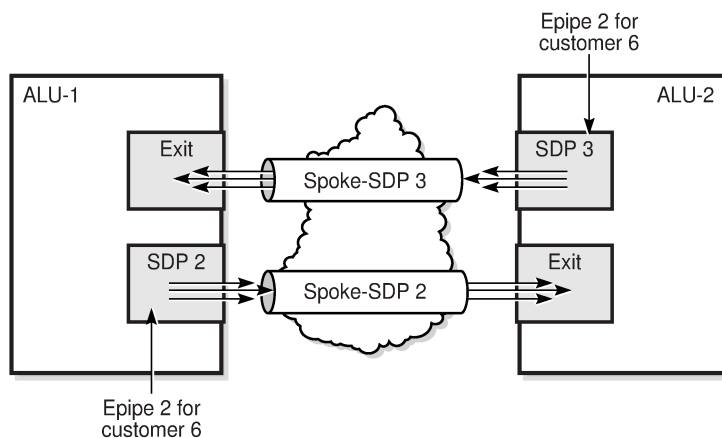 Epipe 2 for
customer 6
ALU-1
ALU-2
Exit
SDP 3
Spoke-SDP 3
SDP 2
Exit
Spoke-SDP 2
Epipe 2 for
customer 6